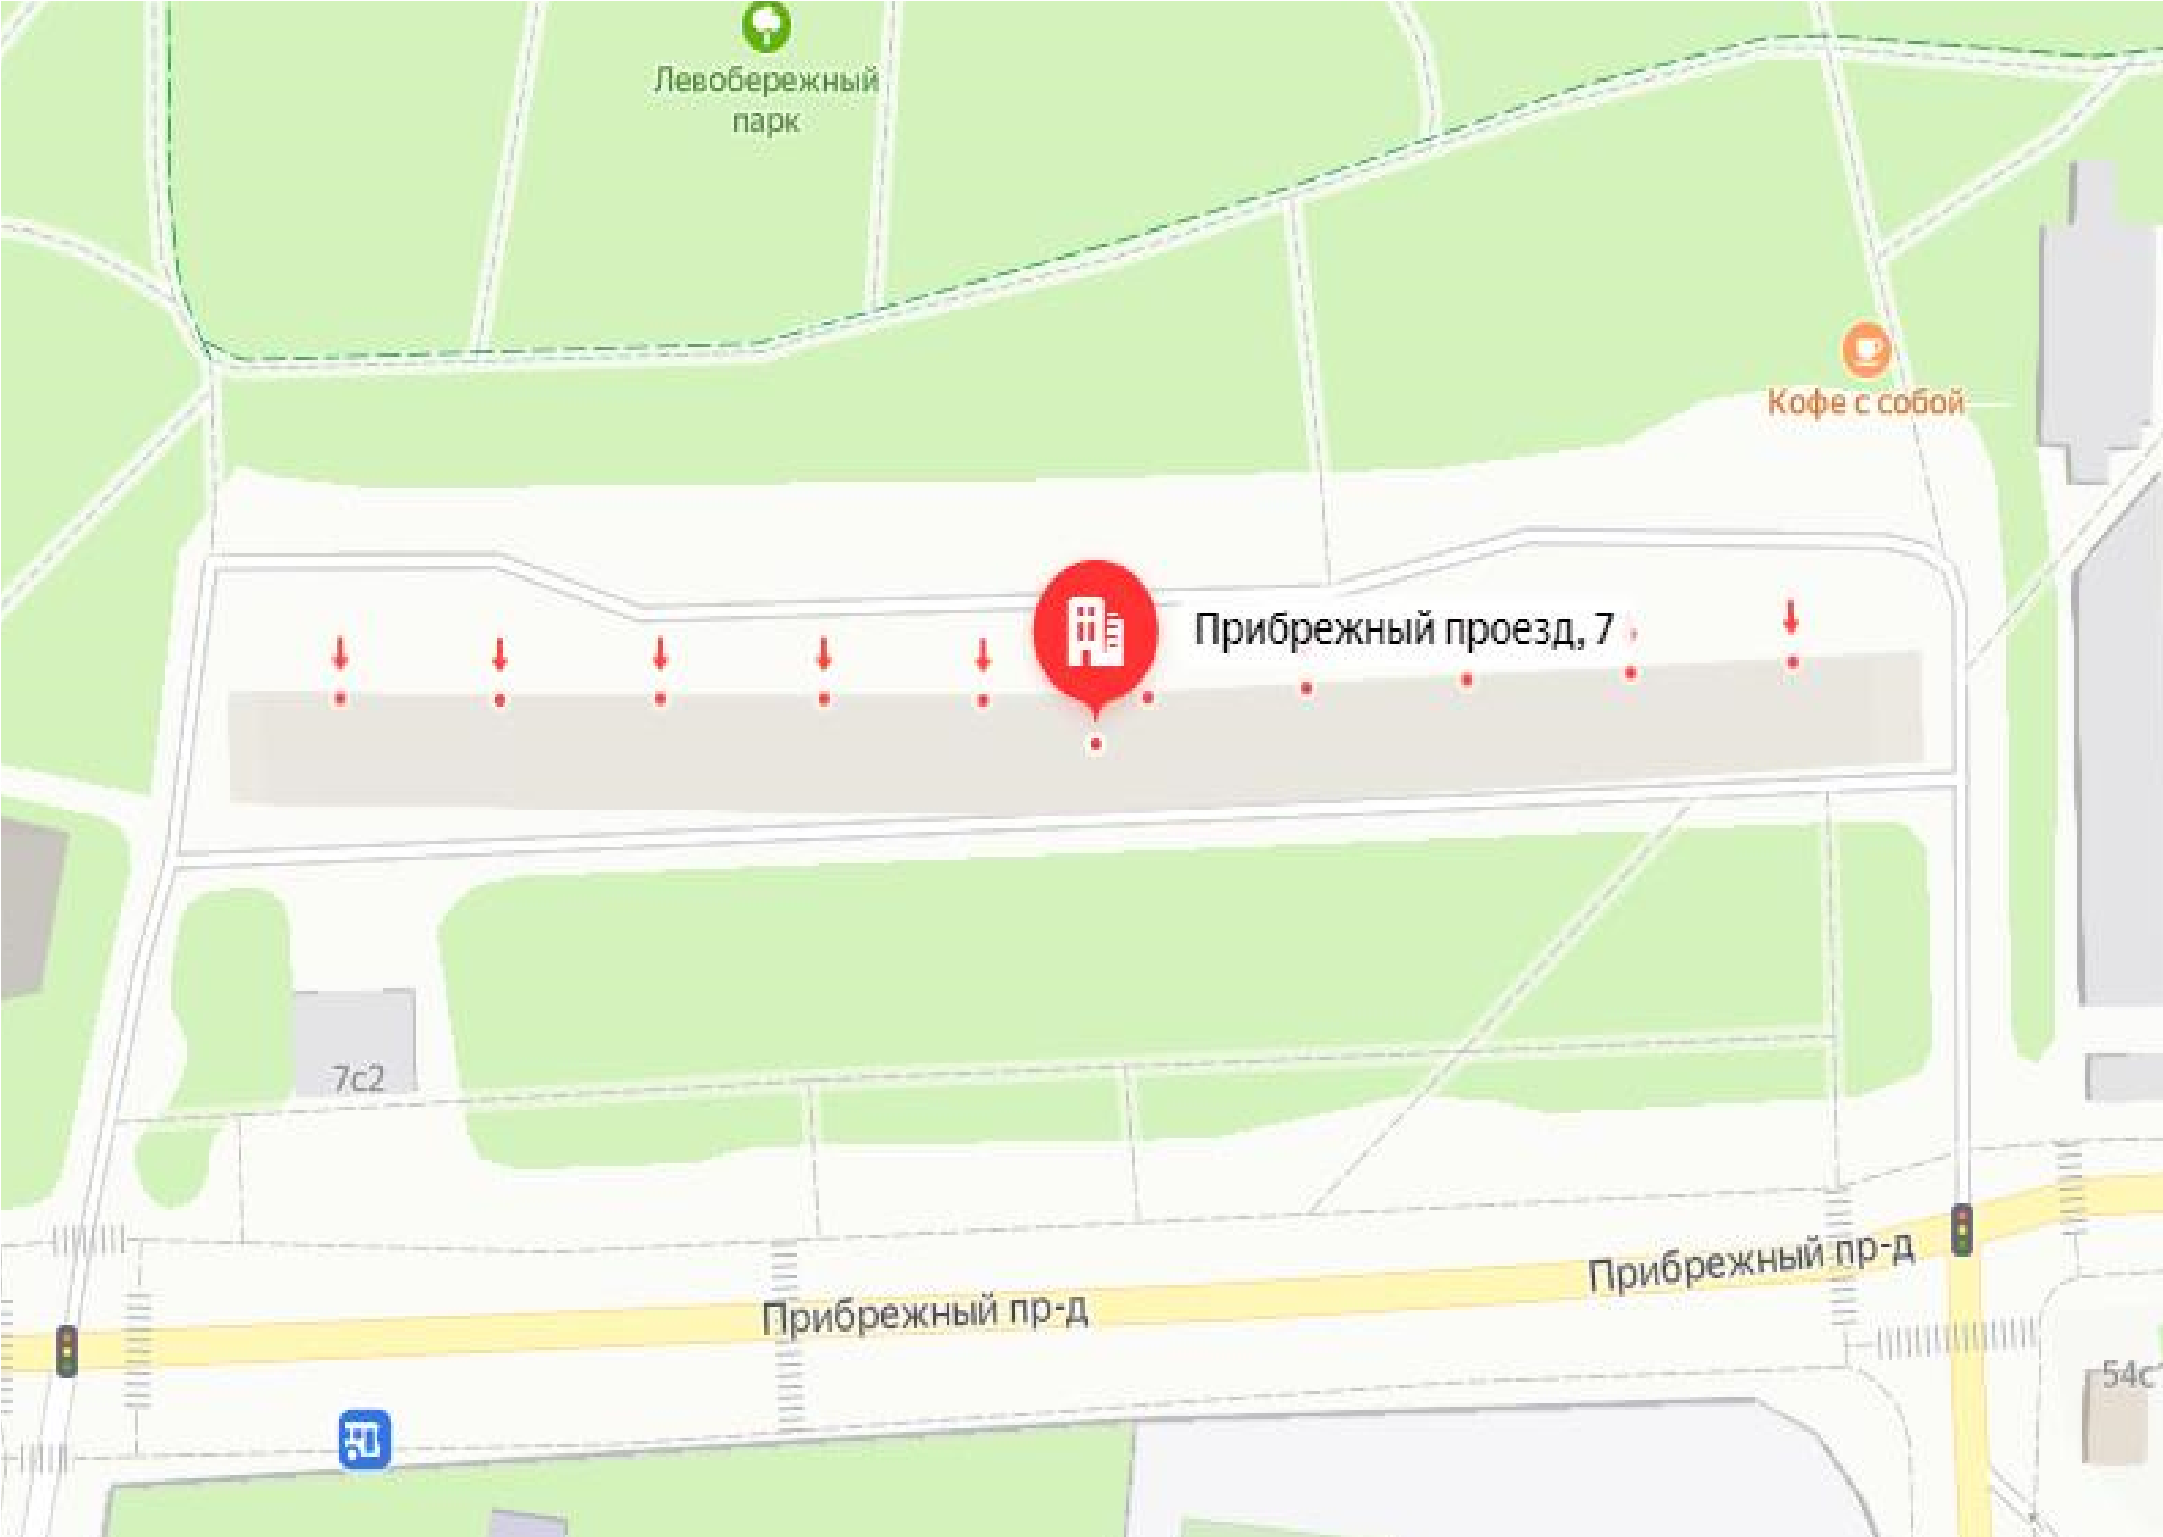 Левобережный
парк
Кофе с собой
Прибрежный проезд, 7
7с2
Прибрежный пр-д
Прибрежный пр-д
54с